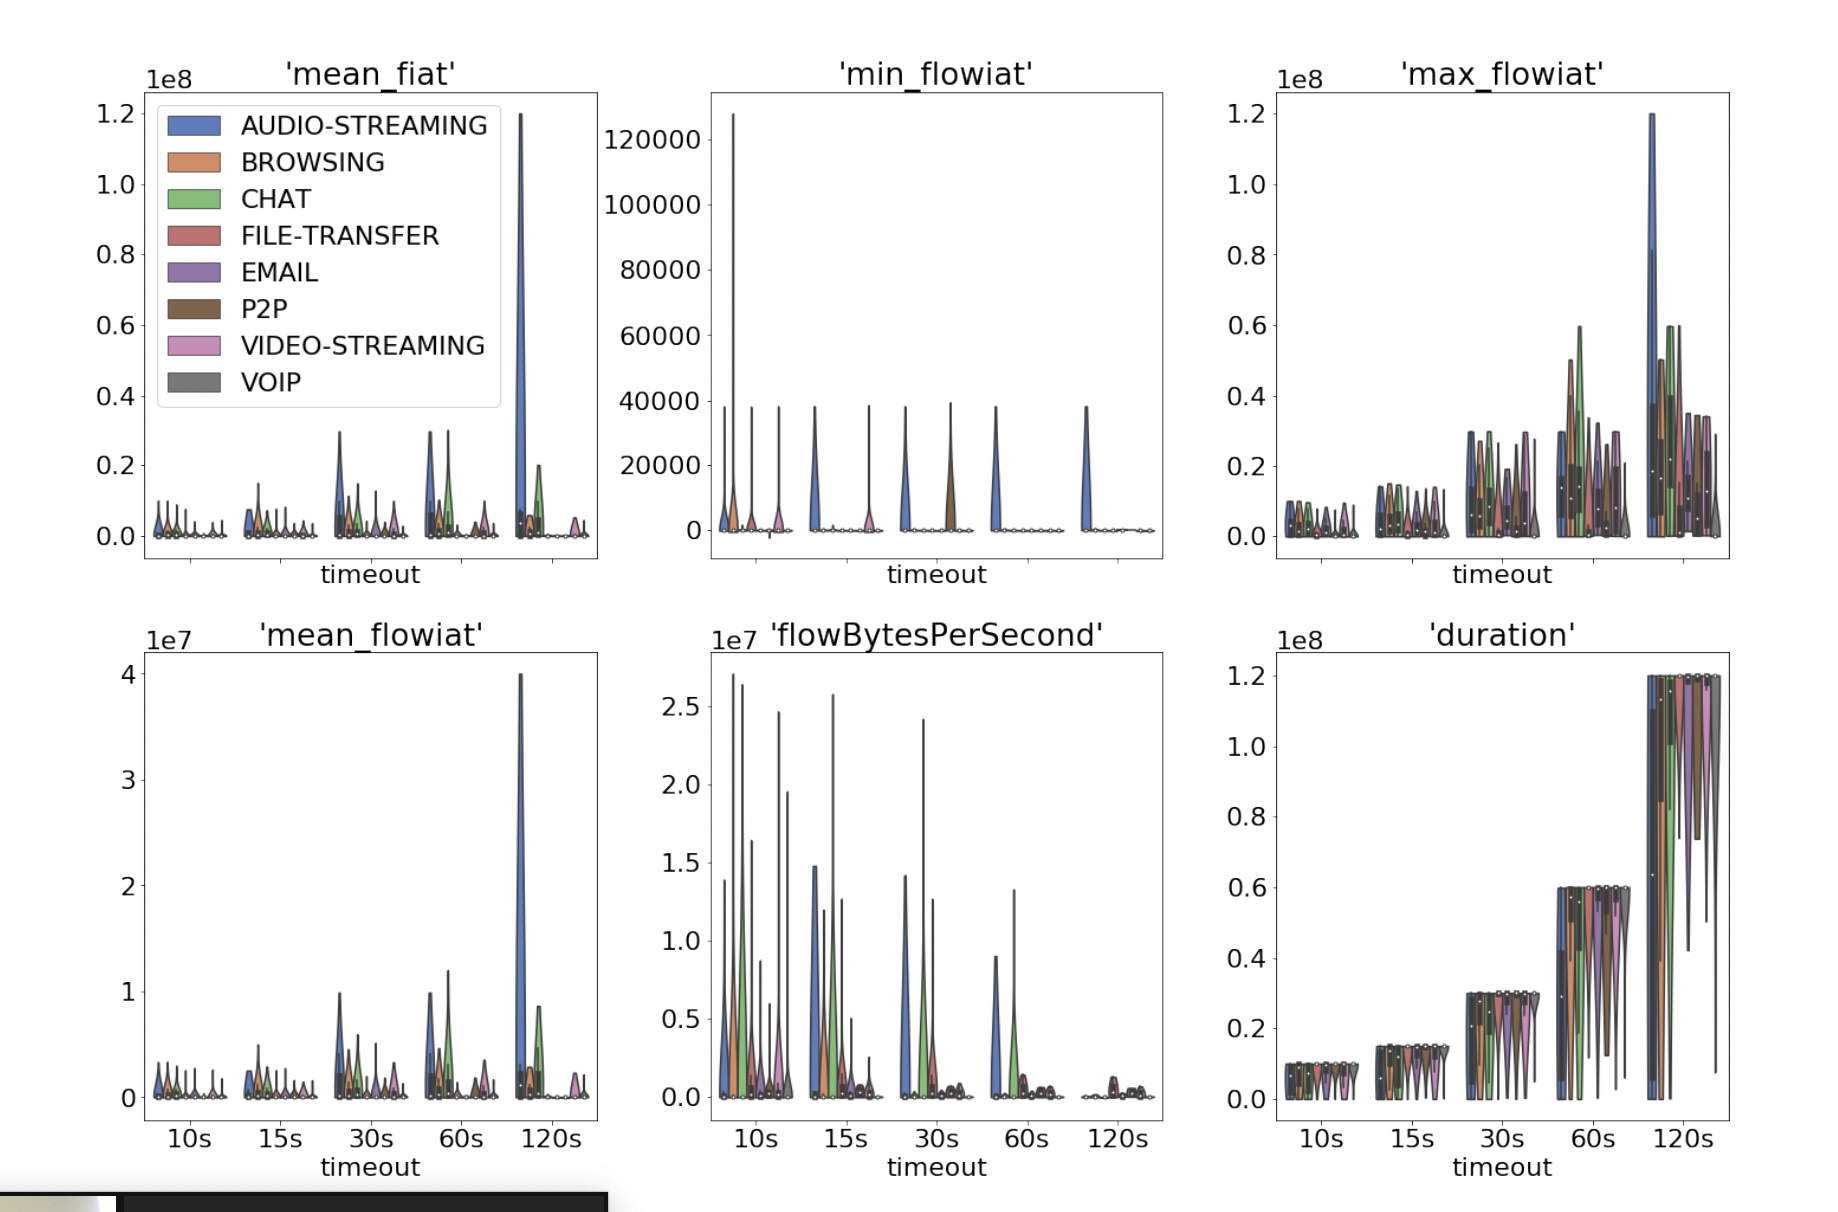 'mean_fiat'
1e8
1.2
1.0
0.8
0.6
0.4
0.2
0.0
AUDIO-STREAMING
BROWSING
CHAT
FILE-TRANSFER
EMAIL
P2P
VIDEO-STREAMING
VOIP
timeout
'min_flowiat'
120000
100000
80000
60000
40000
20000
0
timeout
'max_flowiat'
1e8
1.2
1.0
0.8
0.6
0.4
0.2
0.0
timeout
'mean_flowiat'
1e7
4
3
2
1
0
10s 15s 30s 60s 120s
timeout
1e7 'flowBytesPerSecond'
2.5
2.0
1.5
1.0
0.5
0.0
10s 15s 30s 60s 120s
timeout
'duration'
1e8
1.2
1.0
0.8
0.6
0.4
0.2
0.0
10s 15s 30s 60s 120s
timeout